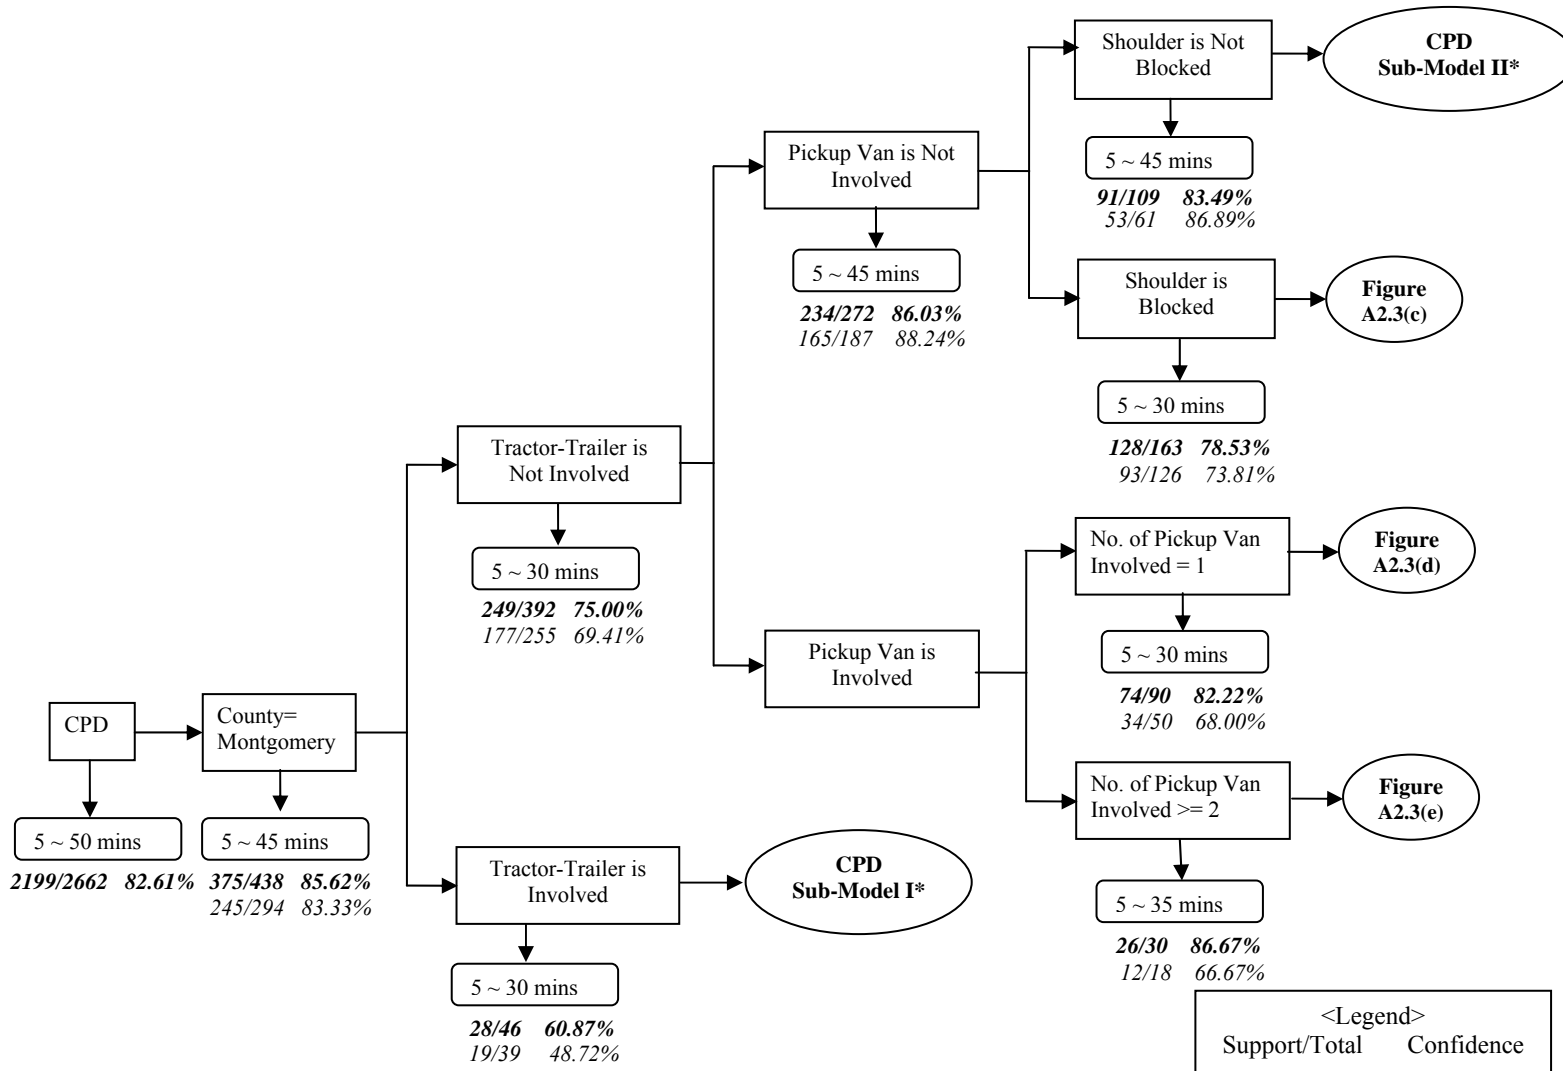 CPD
5 ~ 50 mins
2199/2662 82.61%
County=
Montgomery
5 ~ 45 mins
375/438 85.62%
245/294 83.33%
Tractor-Trailer is
Not Involved
5 ~ 30 mins
249/392 75.00%
177/255 69.41%
Tractor-Trailer is
Involved
5 ~ 30 mins
28/46 60.87%
19/39 48.72%
CPD
Sub-Model I*
Pickup Van is Not
Involved
5 ~ 45 mins
234/272 86.03%
165/187 88.24%
Pickup Van is
Involved
Shoulder is Not
Blocked
5 ~ 45 mins
91/109 83.49%
53/61 86.89%
CPD
Sub-Model II*
Shoulder is
Blocked
5 ~ 30 mins
128/163 78.53%
93/126 73.81%
Figure
A2.3(c)
No. of Pickup Van
Involved = 1
5 ~ 30 mins
74/90 82.22%
34/50 68.00%
Figure
A2.3(d)
No. of Pickup Van
Involved >= 2
5 ~ 35 mins
26/30 86.67%
12/18 66.67%
Figure
A2.3(e)
<Legend>
Support/Total Confidence